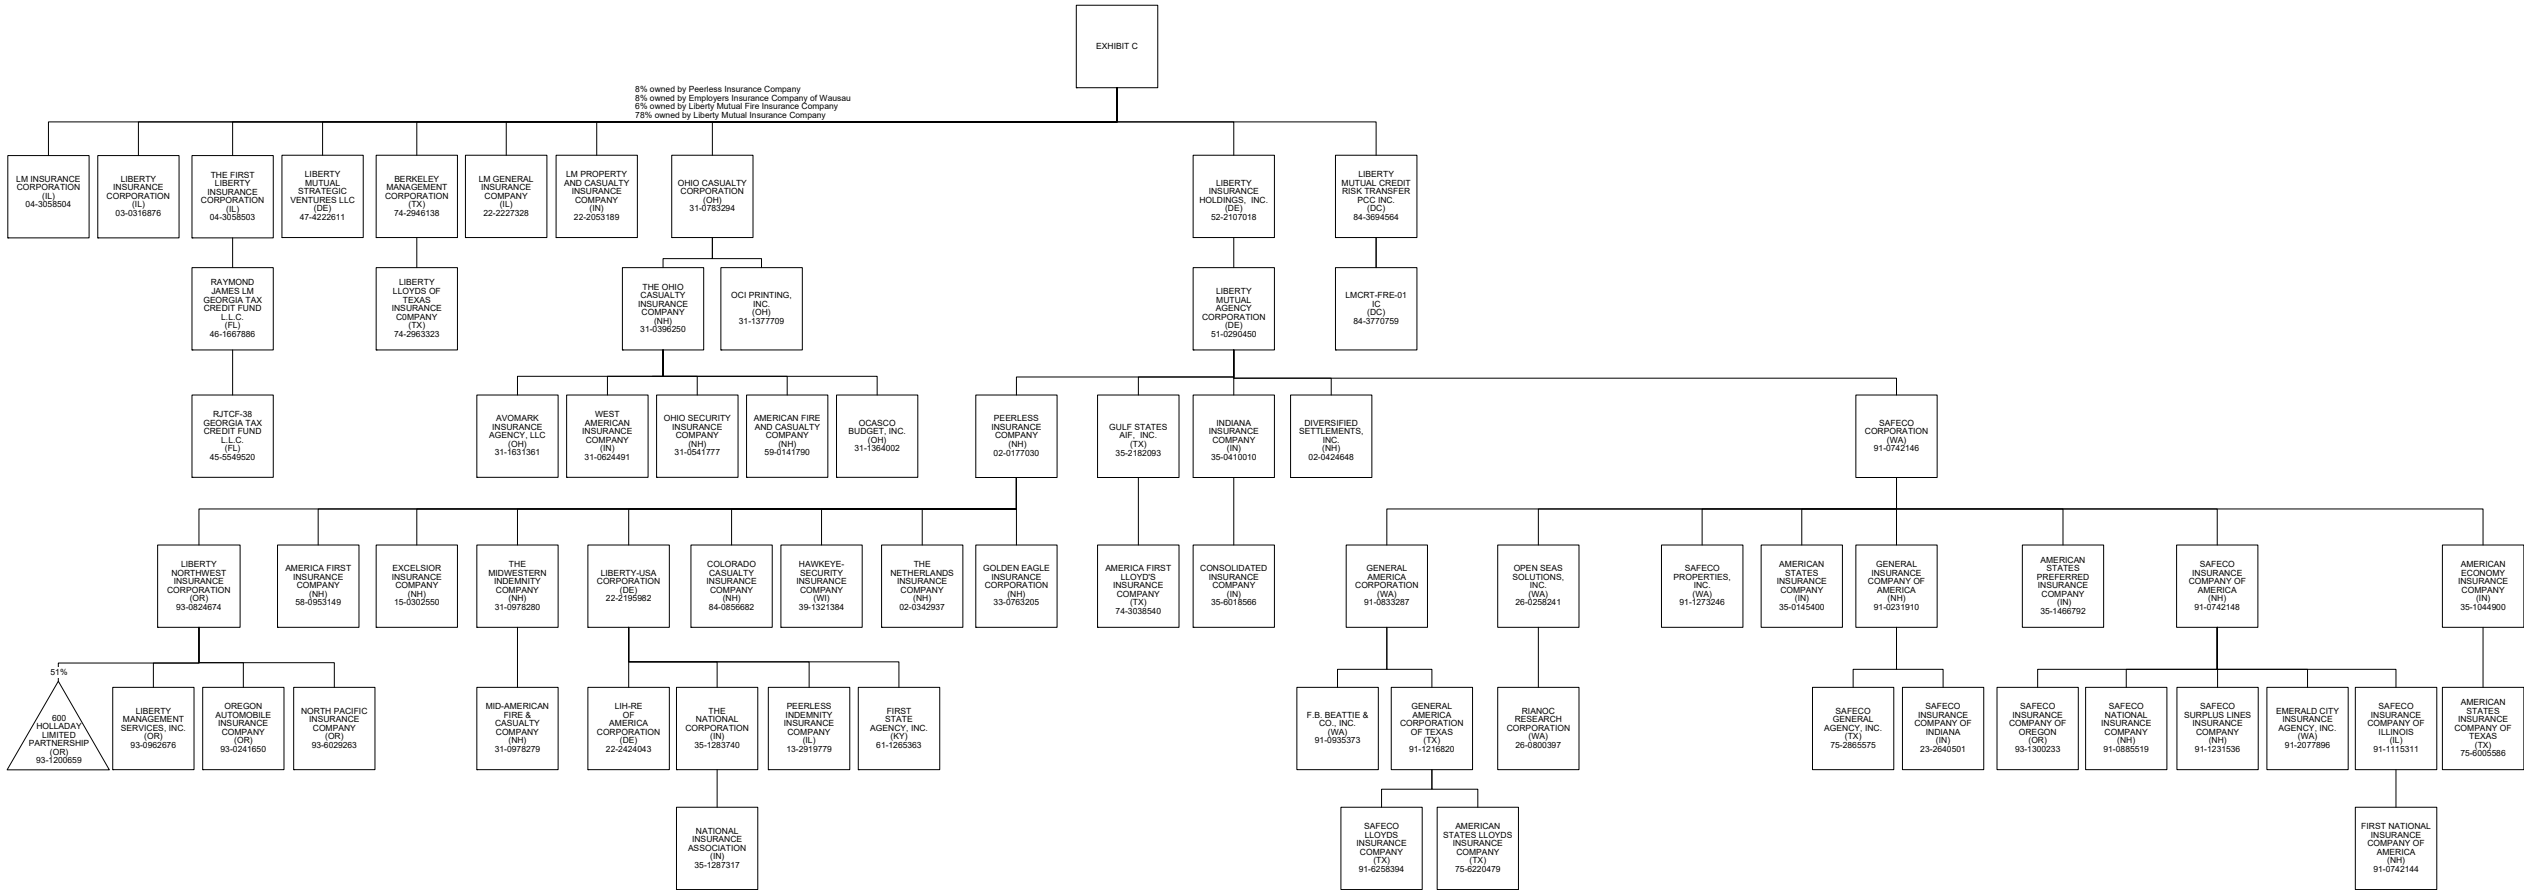 EXHIBIT C
8% owned by Peerless Insurance Company
8% owned by Employers Insurance Company of Wausau
6% owned by Liberty Mutual Fire Insurance Company
78% owned by Liberty Mutual Insurance Company
LM INSURANCE
CORPORATION
(IL)
04-3058504
LIBERTY
INSURANCE
CORPORATION
(IL)
03-0316876
THE FIRST
LIBERTY
INSURANCE
CORPORATION
(IL)
04-3058503
LIBERTY
MUTUAL
STRATEGIC
VENTURES LLC
(DE)
47-4222611
BERKELEY
MANAGEMENT
CORPORATION
(TX)
74-2946138
LM GENERAL
INSURANCE
COMPANY
(IL)
22-2227328
LM PROPERTY
AND CASUALTY
INSURANCE
COMPANY
(IN)
22-2053189
OHIO CASUALTY
CORPORATION
(OH)
31-0783294
LIBERTY
INSURANCE
HOLDINGS, INC.
(DE)
52-2107018
LIBERTY
MUTUAL CREDIT
RISK TRANSFER
PCC INC.
(DC)
84-3694564
RAYMOND
JAMES LM
GEORGIA TAX
CREDIT FUND
L.L.C.
(FL)
46-1667886
LIBERTY
LLOYDS OF
TEXAS
INSURANCE
C0MPANY
(TX)
74-2963323
THE OHIO
CASUALTY
INSURANCE
COMPANY
(NH)
31-0396250
OCI PRINTING,
INC.
(OH)
31-1377709
LIBERTY
MUTUAL
AGENCY
CORPORATION
(DE)
51-0290450
LMCRT-FRE-01
IC
(DC)
84-3770759
RJTCF-38
GEORGIA TAX
CREDIT FUND
L.L.C.
(FL)
45-5549520
AVOMARK
INSURANCE
AGENCY, LLC
(OH)
31-1631361
WEST
AMERICAN
INSURANCE
COMPANY
(IN)
31-0624491
OHIO SECURITY
INSURANCE
COMPANY
(NH)
31-0541777
AMERICAN FIRE
AND CASUALTY
COMPANY
(NH)
59-0141790
OCASCO
BUDGET, INC.
(OH)
31-1364002
PEERLESS
INSURANCE
COMPANY
(NH)
02-0177030
GULF STATES
AIF, INC.
(TX)
35-2182093
INDIANA
INSURANCE
COMPANY
(IN)
35-0410010
DIVERSIFIED
SETTLEMENTS,
INC.
(NH)
02-0424648
SAFECO
CORPORATION
(WA)
91-0742146
LIBERTY
NORTHWEST
INSURANCE
CORPORATION
(OR)
93-0824674
AMERICA FIRST
INSURANCE
COMPANY
(NH)
58-0953149
EXCELSIOR
INSURANCE
COMPANY
(NH)
15-0302550
THE
MIDWESTERN
INDEMNITY
COMPANY
(NH)
31-0978280
LIBERTY-USA
CORPORATION
(DE)
22-2195982
COLORADO
CASUALTY
INSURANCE
COMPANY
(NH)
84-0856682
HAWKEYE-
SECURITY
INSURANCE
COMPANY
(WI)
39-1321384
THE
NETHERLANDS
INSURANCE
COMPANY
(NH)
02-0342937
GOLDEN EAGLE
INSURANCE
CORPORATION
(NH)
33-0763205
AMERICA FIRST
LLOYD'S
INSURANCE
COMPANY
(TX)
74-3038540
CONSOLIDATED
INSURANCE
COMPANY
(IN)
35-6018566
GENERAL
AMERICA
CORPORATION
(WA)
91-0833287
OPEN SEAS
SOLUTIONS,
INC.
(WA)
26-0258241
SAFECO
PROPERTIES,
INC.
(WA)
91-1273246
AMERICAN
STATES
INSURANCE
COMPANY
(IN)
35-0145400
GENERAL
INSURANCE
COMPANY OF
AMERICA
(NH)
91-0231910
AMERICAN
STATES
PREFERRED
INSURANCE
COMPANY
(IN)
35-1466792
SAFECO
INSURANCE
COMPANY OF
AMERICA
(NH)
91-0742148
AMERICAN
ECONOMY
INSURANCE
COMPANY
(IN)
35-1044900
51%
600
HOLLADAY
LIMITED
PARTNERSHIP
(OR)
93-1200659
LIBERTY
MANAGEMENT
SERVICES, INC.
(OR)
93-0962676
OREGON
AUTOMOBILE
INSURANCE
COMPANY
(OR)
93-0241650
NORTH PACIFIC
INSURANCE
COMPANY
(OR)
93-6029263
MID-AMERICAN
FIRE &
CASUALTY
COMPANY
(NH)
31-0978279
LIH-RE
OF
AMERICA
CORPORATION
(DE)
22-2424043
THE
NATIONAL
CORPORATION
(IN)
35-1283740
PEERLESS
INDEMNITY
INSURANCE
COMPANY
(IL)
13-2919779
FIRST
STATE
AGENCY, INC.
(KY)
61-1265363
F.B. BEATTIE &
CO., INC.
(WA)
91-0935373
GENERAL
AMERICA
CORPORATION
OF TEXAS
(TX)
91-1216820
RIANOC
RESEARCH
CORPORATION
(WA)
26-0800397
SAFECO
GENERAL
AGENCY, INC.
(TX)
75-2865575
SAFECO
INSURANCE
COMPANY OF
INDIANA
(IN)
23-2640501
SAFECO
INSURANCE
COMPANY OF
OREGON
(OR)
93-1300233
SAFECO
NATIONAL
INSURANCE
COMPANY
(NH)
91-0885519
SAFECO
SURPLUS LINES
INSURANCE
COMPANY
(NH)
91-1231536
EMERALD CITY
INSURANCE
AGENCY, INC.
(WA)
91-2077896
SAFECO
INSURANCE
COMPANY OF
ILLINOIS
(IL)
91-1115311
AMERICAN
STATES
INSURANCE
COMPANY OF
TEXAS
(TX)
75-6005586
NATIONAL
INSURANCE
ASSOCIATION
(IN)
35-1287317
SAFECO
LLOYDS
INSURANCE
COMPANY
(TX)
91-6258394
AMERICAN
STATES LLOYDS
INSURANCE
COMPANY
(TX)
75-6220479
FIRST NATIONAL
INSURANCE
COMPANY OF
AMERICA
(NH)
91-0742144